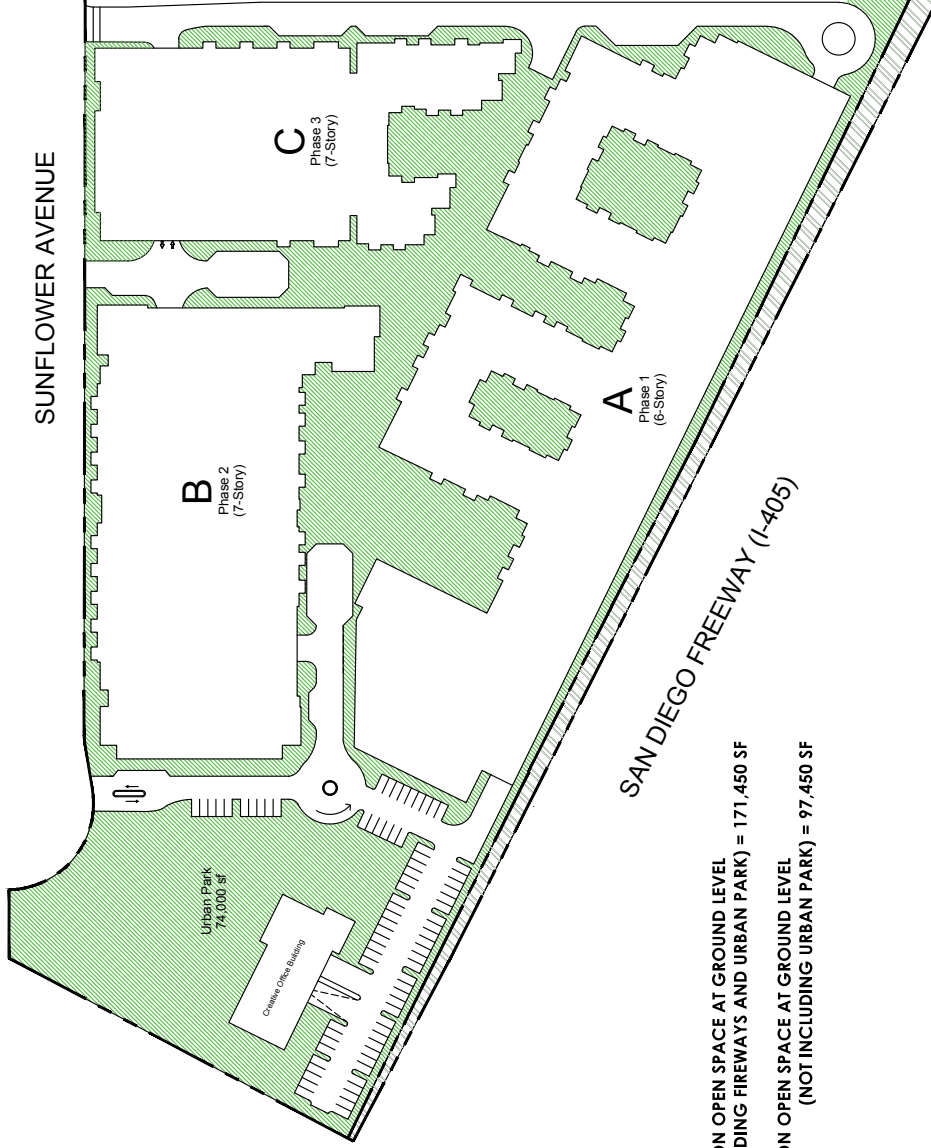 SUNFLOWER AVENUE
C
Phase 3
(7-Story)
B
Phase 2
(7-Story)
A
Phase 1
(6-Story)
Urban Park
74,000 sf
Creative Office Building
SAN DIEGO FREEWAY (I-405)
ON OPEN SPACE AT GROUND LEVEL
DING FIREWAYS AND URBAN PARK) = 171,450 SF
N OPEN SPACE AT GROUND LEVEL
(NOT INCLUDING URBAN PARK) = 97,450 SF